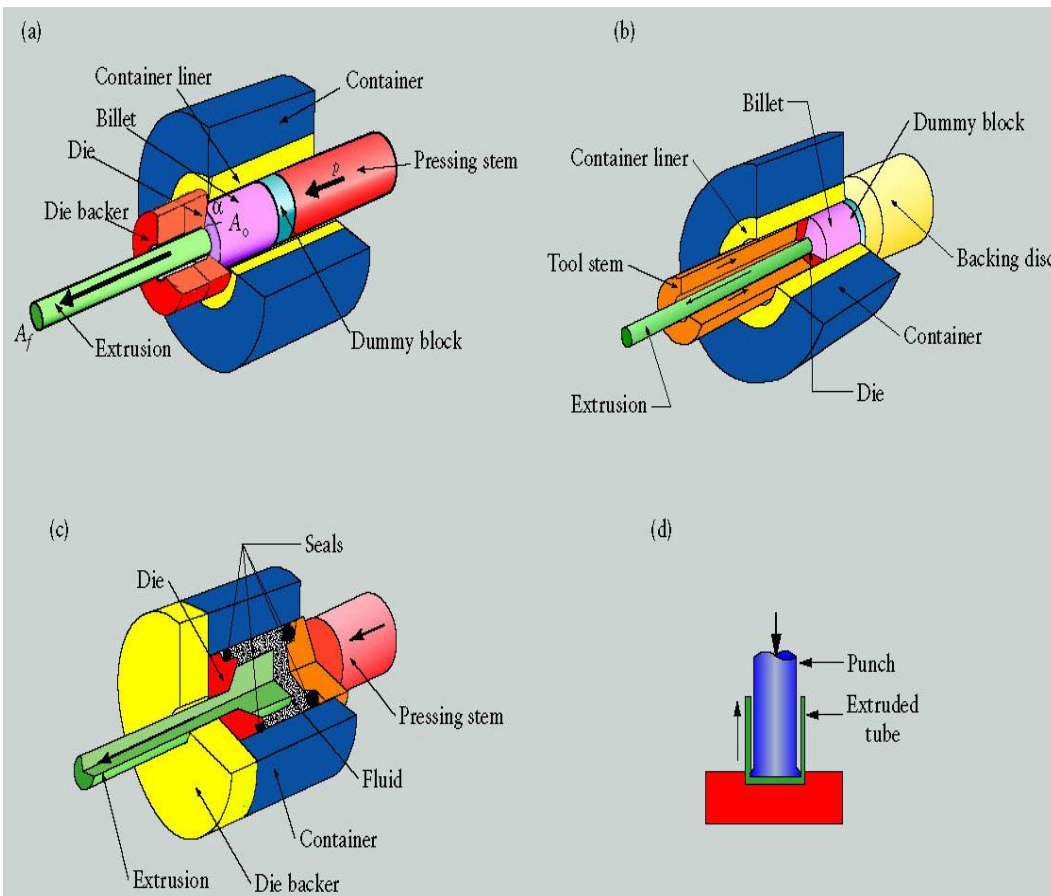 (a)
Container liner
Container
Billet
Die
Pressing stem
Die backer
p
α
A₀
A_f
Extrusion
Dummy block
(b)
Billet
Dummy block
Container liner
Tool stem
Backing disc
Container
Extrusion
Die
(c)
Seals
Die
Pressing stem
Fluid
Container
Extrusion
Die backer
(d)
Punch
Extruded
tube